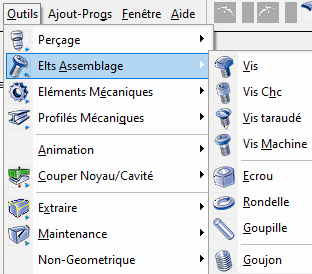 Outils Ajout-Progs Fenêtre Aide
Perçage
Elts Assemblage
Eléments Mécaniques
Profilés Mécaniques
Animation
Couper Noyau/Cavité
Extraire
Maintenance
Non-Geometrique
Vis
Vis Chc
Vis taraudé
Vis Machine
Ecrou
Rondelle
Goupille
Goujon